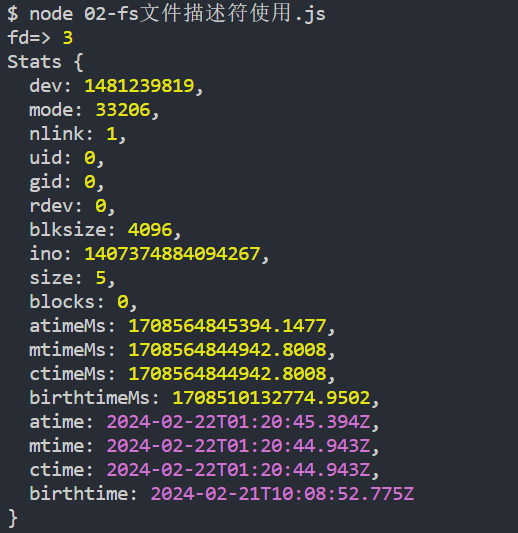 $ node 02-fs文件描述符使用.js
fd=> 3
Stats {
  dev: 1481239819,
  mode: 33206,
  nlink: 1,
  uid: 0,
  gid: 0,
  rdev: 0,
  blksize: 4096,
  ino: 1407374884094267,
  size: 5,
  blocks: 0,
  atimeMs: 1708564845394.1477,
  mtimeMs: 1708564844942.8008,
  ctimeMs: 1708564844942.8008,
  birthtimeMs: 1708510132774.9502,
  atime: 2024-02-22T01:20:45.394Z,
  mtime: 2024-02-22T01:20:44.943Z,
  ctime: 2024-02-22T01:20:44.943Z,
  birthtime: 2024-02-21T10:08:52.775Z
}